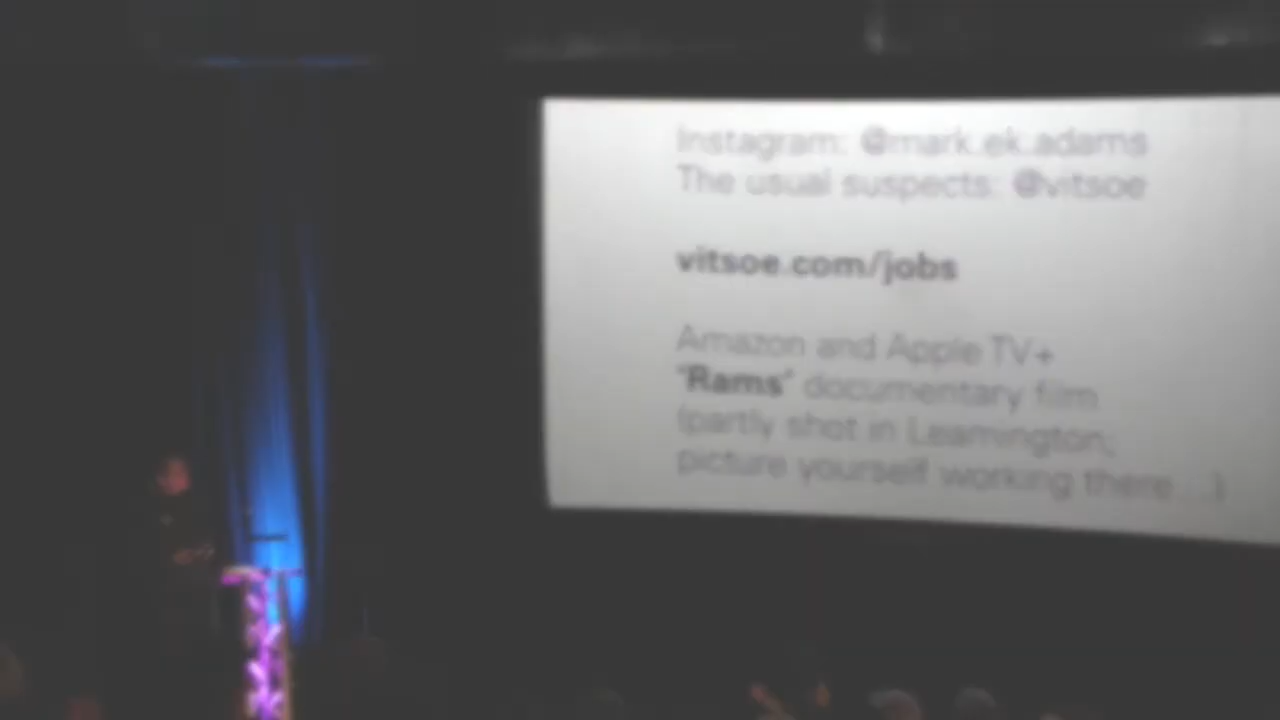 Instagram: @mark.ek.adams
The usual suspects: @vitsoe
vitsoe.com/jobs
Amazon and Apple TV+
"Rams" documentary film
(partly shot in Leamington,
picture yourself working there ...)